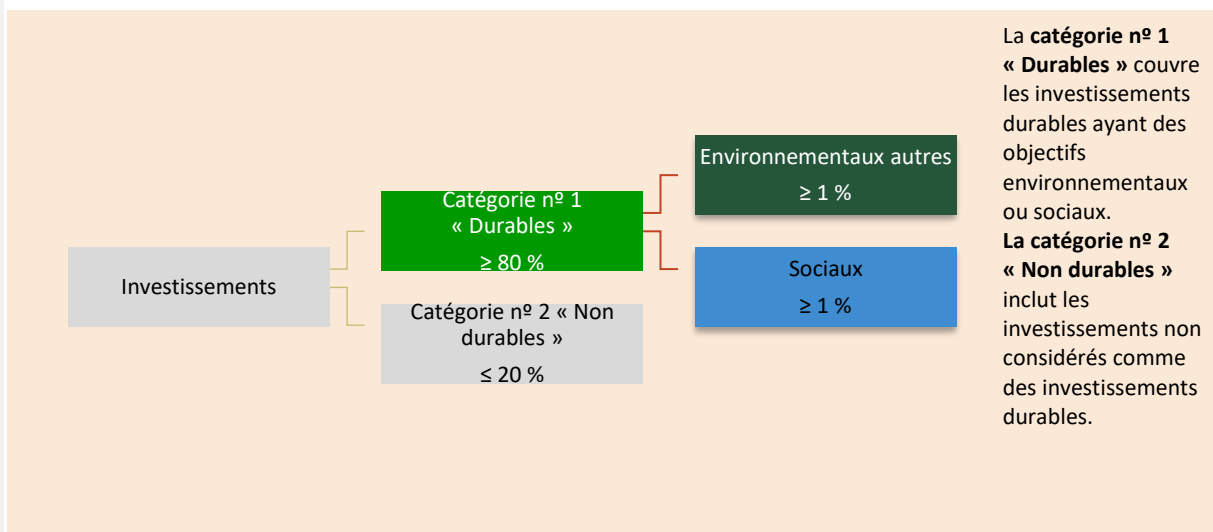 Investissements
Catégorie nº 1
« Durables »
≥ 80 %
Catégorie nº 2 « Non
durables »
≤ 20 %
Environnementaux autres
≥ 1 %
Sociaux
≥ 1 %
La catégorie nº 1
« Durables » couvre
les investissements
durables ayant des
objectifs
environnementaux
ou sociaux.
La catégorie nº 2
« Non durables »
inclut les
investissements non
considérés comme
des investissements
durables.